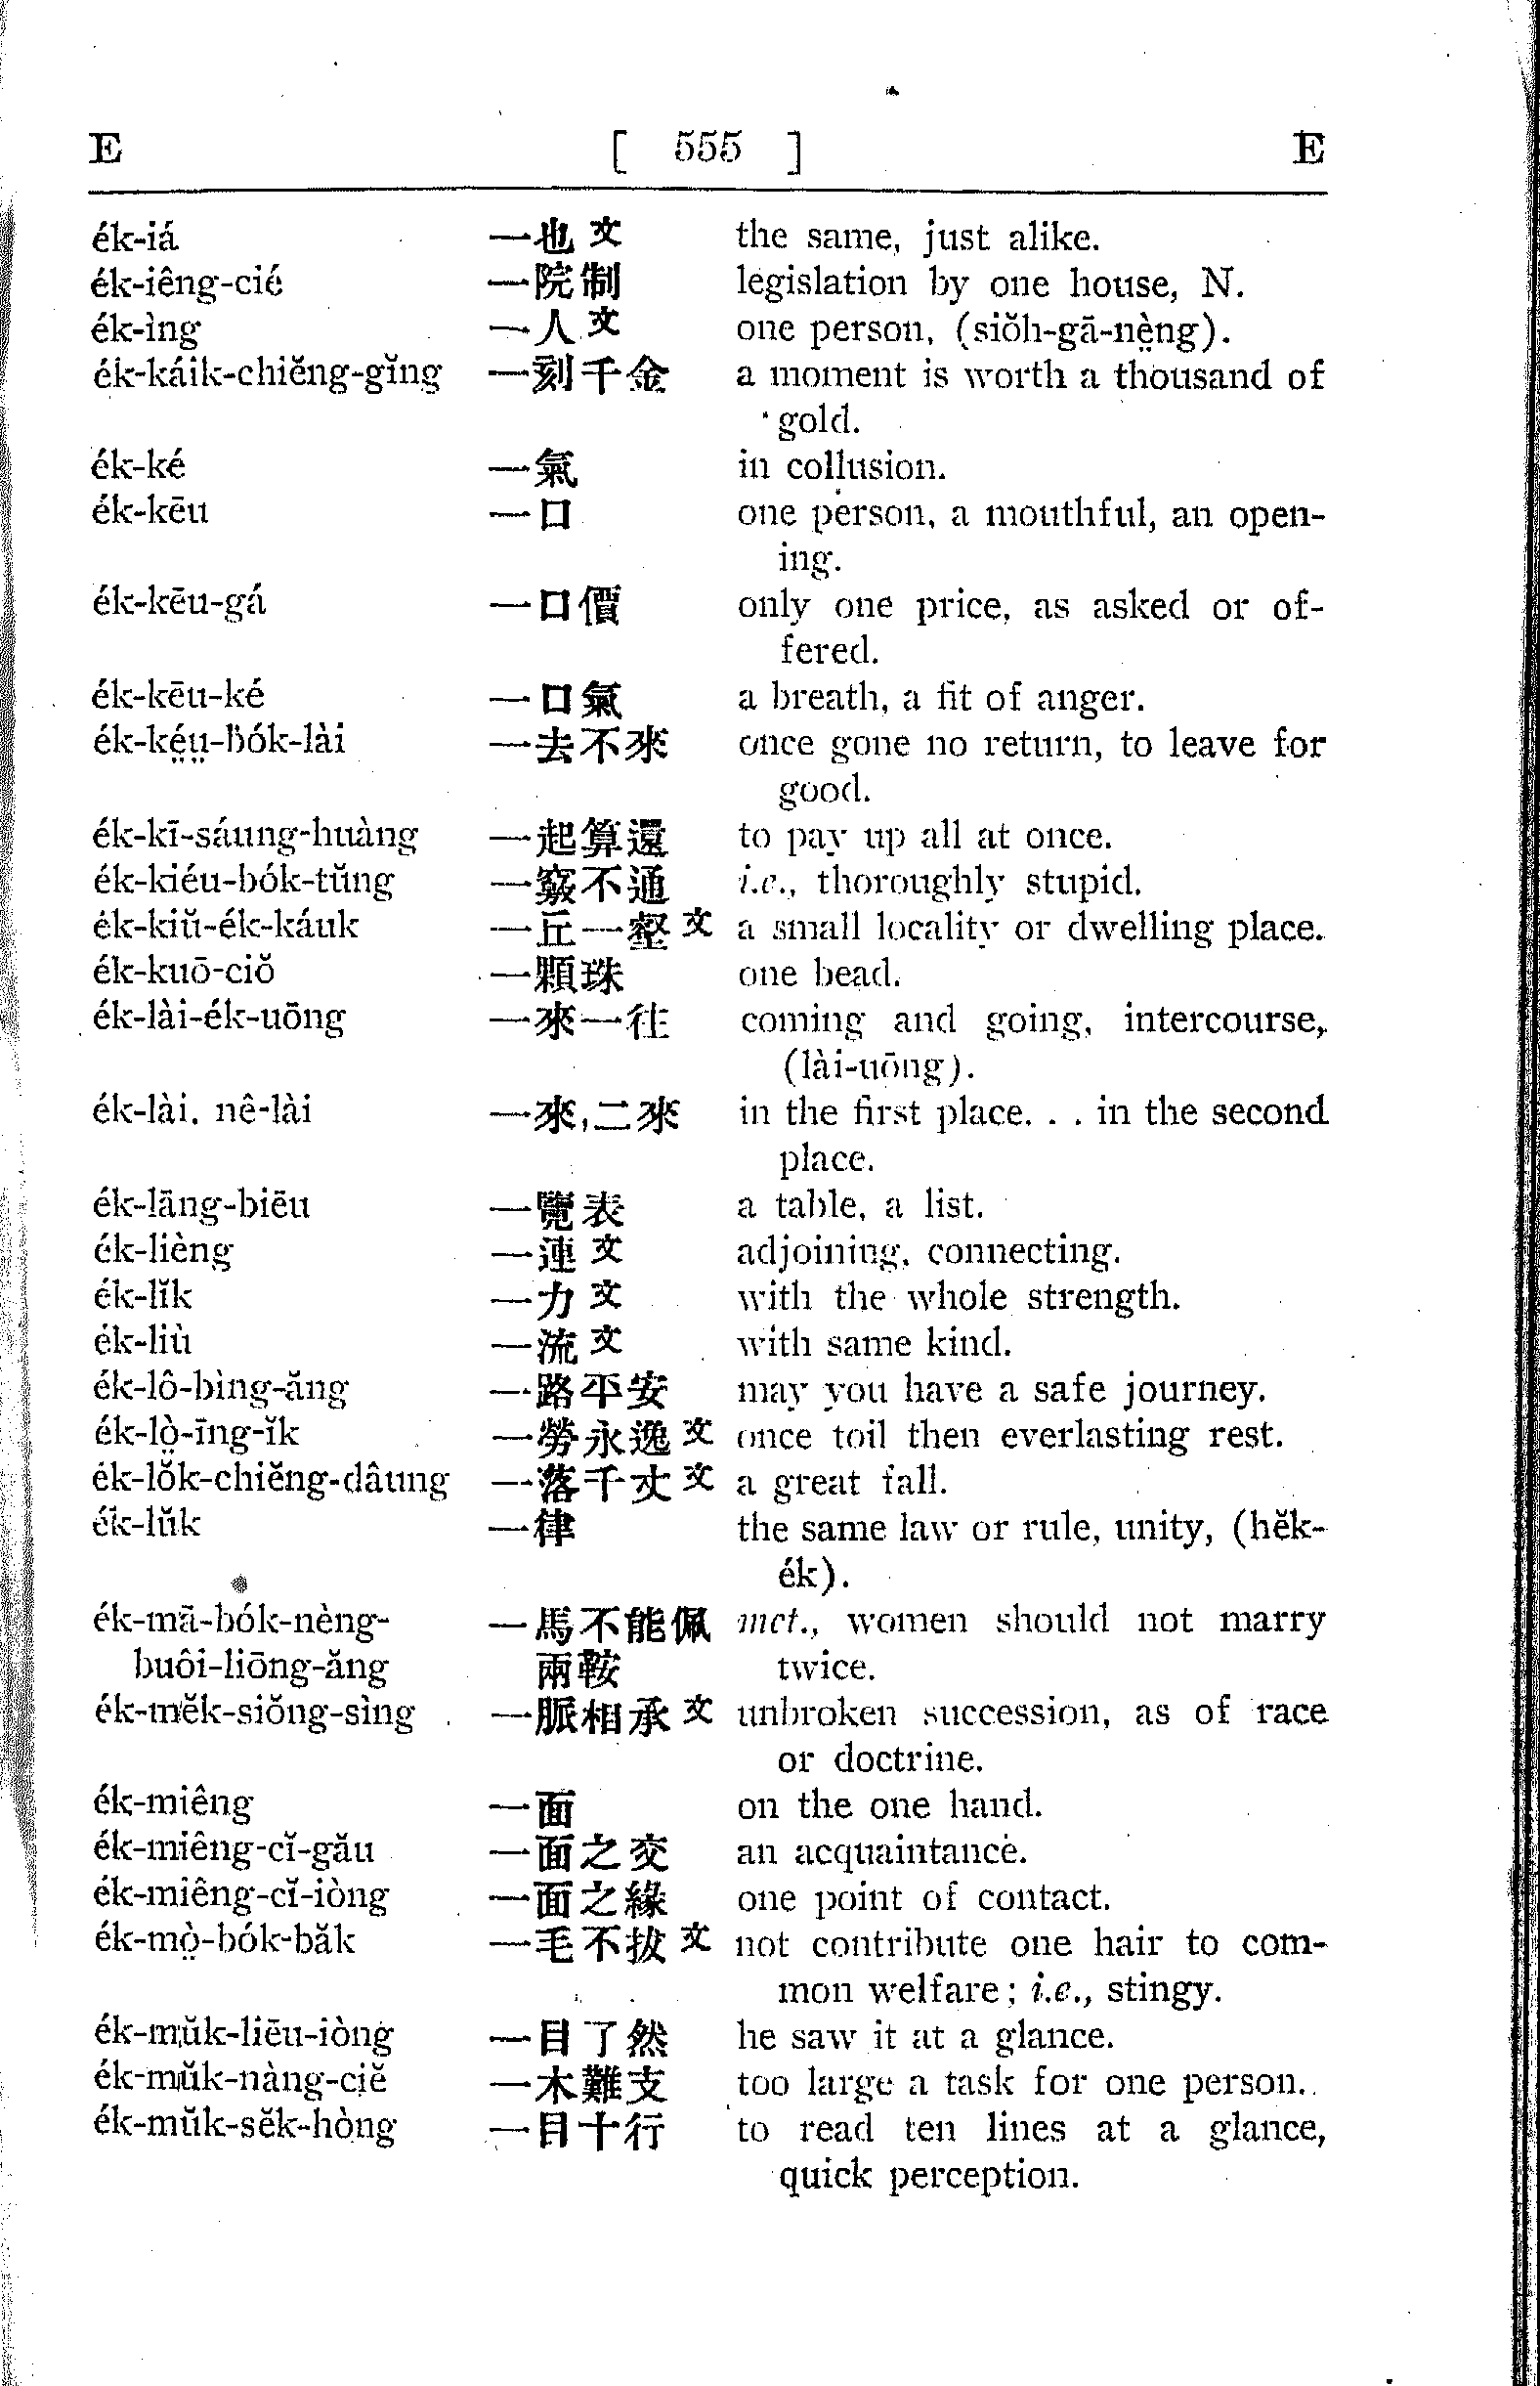 E [ 555 ] E
ék-iá 一也文 the same, just alike.
ék-iêng-cié 一院制 legislation by one house, N.
ék-ìng 一人文 one person, (siŏh-gā-nè̤ng).
ék-káik-chiĕng-gĭng 一刻千金 a moment is worth a thousand of
gold.
ék-ké 一氣 in collusion.
ék-kēu 一口 one person, a mouthful, an open-
ing.
ék-kēu-gá 一口價 only one price, as asked or of-
fered.
ék-kēu-ké 一口氣 a breath, a fit of anger.
ék-ké̤ṳ-bók-lài 一去不來 once gone no return, to leave for
good.
ék-kī-sáung-huàng 一起算還 to pay up all at once.
ék-kiéu-bók-tŭng 一竅不通 i.e., thoroughly stupid.
ék-kiŭ-ék-káuk 一丘一壑文 a small locality or dwelling place.
ék-kuō-ciŏ 一顆珠 one bead.
ék-lài-ék-uōng 一來一往 coming and going, intercourse,
(lài-uōng).
ék-lài, nê-lài 一來,二來 in the first place. . . in the second
place.
ék-lāng-biēu 一覽表 a table, a list.
ék-lièng 一連文 adjoining, connecting.
ék-lĭk 一力文 with the whole strength.
ék-liù 一流文 with same kind.
ék-lô-bìng-ăng 一路平安 may you have a safe journey.
ék-lò̤-īng-ĭk 一勞永逸文 once toil then everlasting rest.
ék-lŏk-chiĕng-dâung 一落千丈文 a great fall.
ék-lŭk 一律 the same law or rule, unity, (hĕk-
ék).
ék-mā-bók-nèng- 一馬不能佩 met., women should not marry
buôi-liōng-ăng 兩鞍 twice.
ék-mĕk-siŏng-sìng 一脈相承文 unbroken succession, as of race
or doctrine.
ék-miêng 一面 on the one hand.
ék-miêng-cĭ-gău 一面之交 an acquaintance.
ék-miêng-cĭ-iòng 一面之緣 one point of contact.
ék-mò̤-bók-băk 一毛不拔文 not contribute one hair to com-
mon welfare; i.e., stingy.
ék-mŭk-liēu-iòng 一目了然 he saw it at a glance.
ék-mŭk-nàng-ciĕ 一木難支 too large a task for one person.
ék-mŭk-sĕk-hòng 一目十行 to read ten lines at a glance,
quick perception.